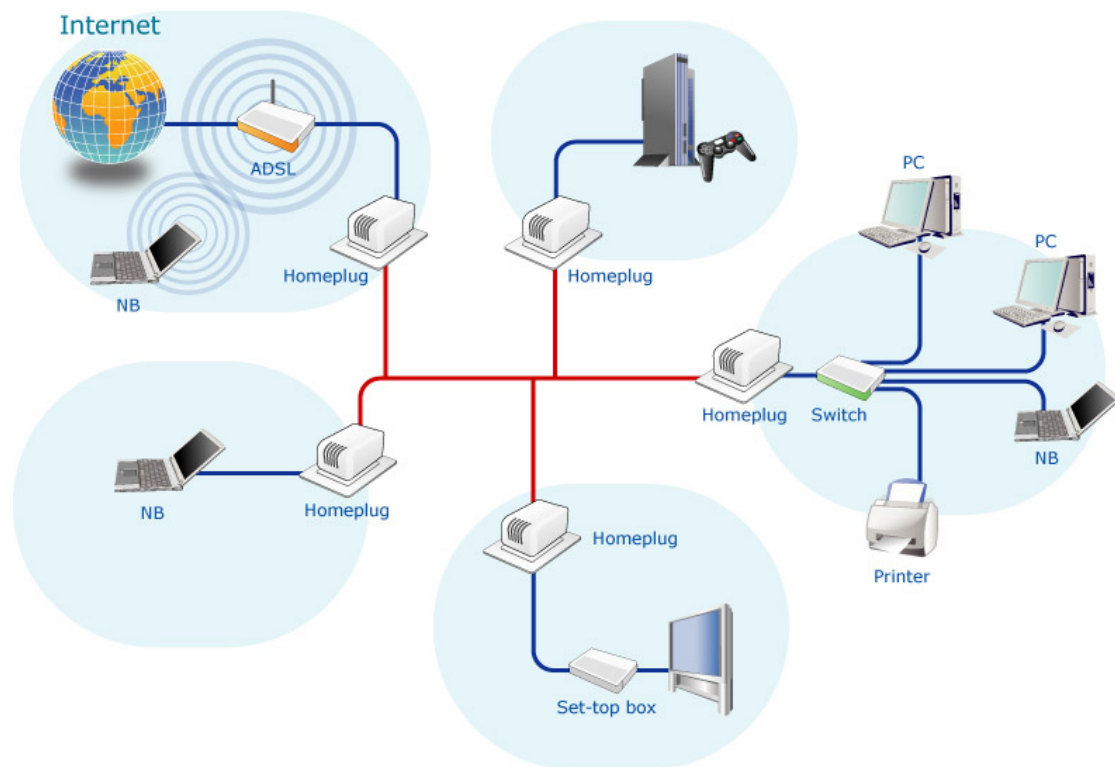 Internet
ADSL
PC
PC
Homeplug
Homeplug
NB
Homeplug
Switch
NB
NB
Homeplug
Homeplug
Printer
Set-top box